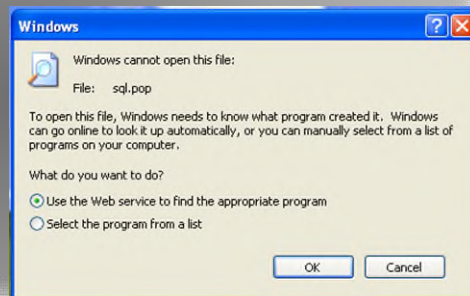 Windows
Windows cannot open this file:
File: sql.pop
To open this file, Windows needs to know what program created it. Windows
can go online to look it up automatically, or you can manually select from a list of
programs on your computer.
What do you want to do?
Use the Web service to find the appropriate program
Select the program from a list
OK Cancel